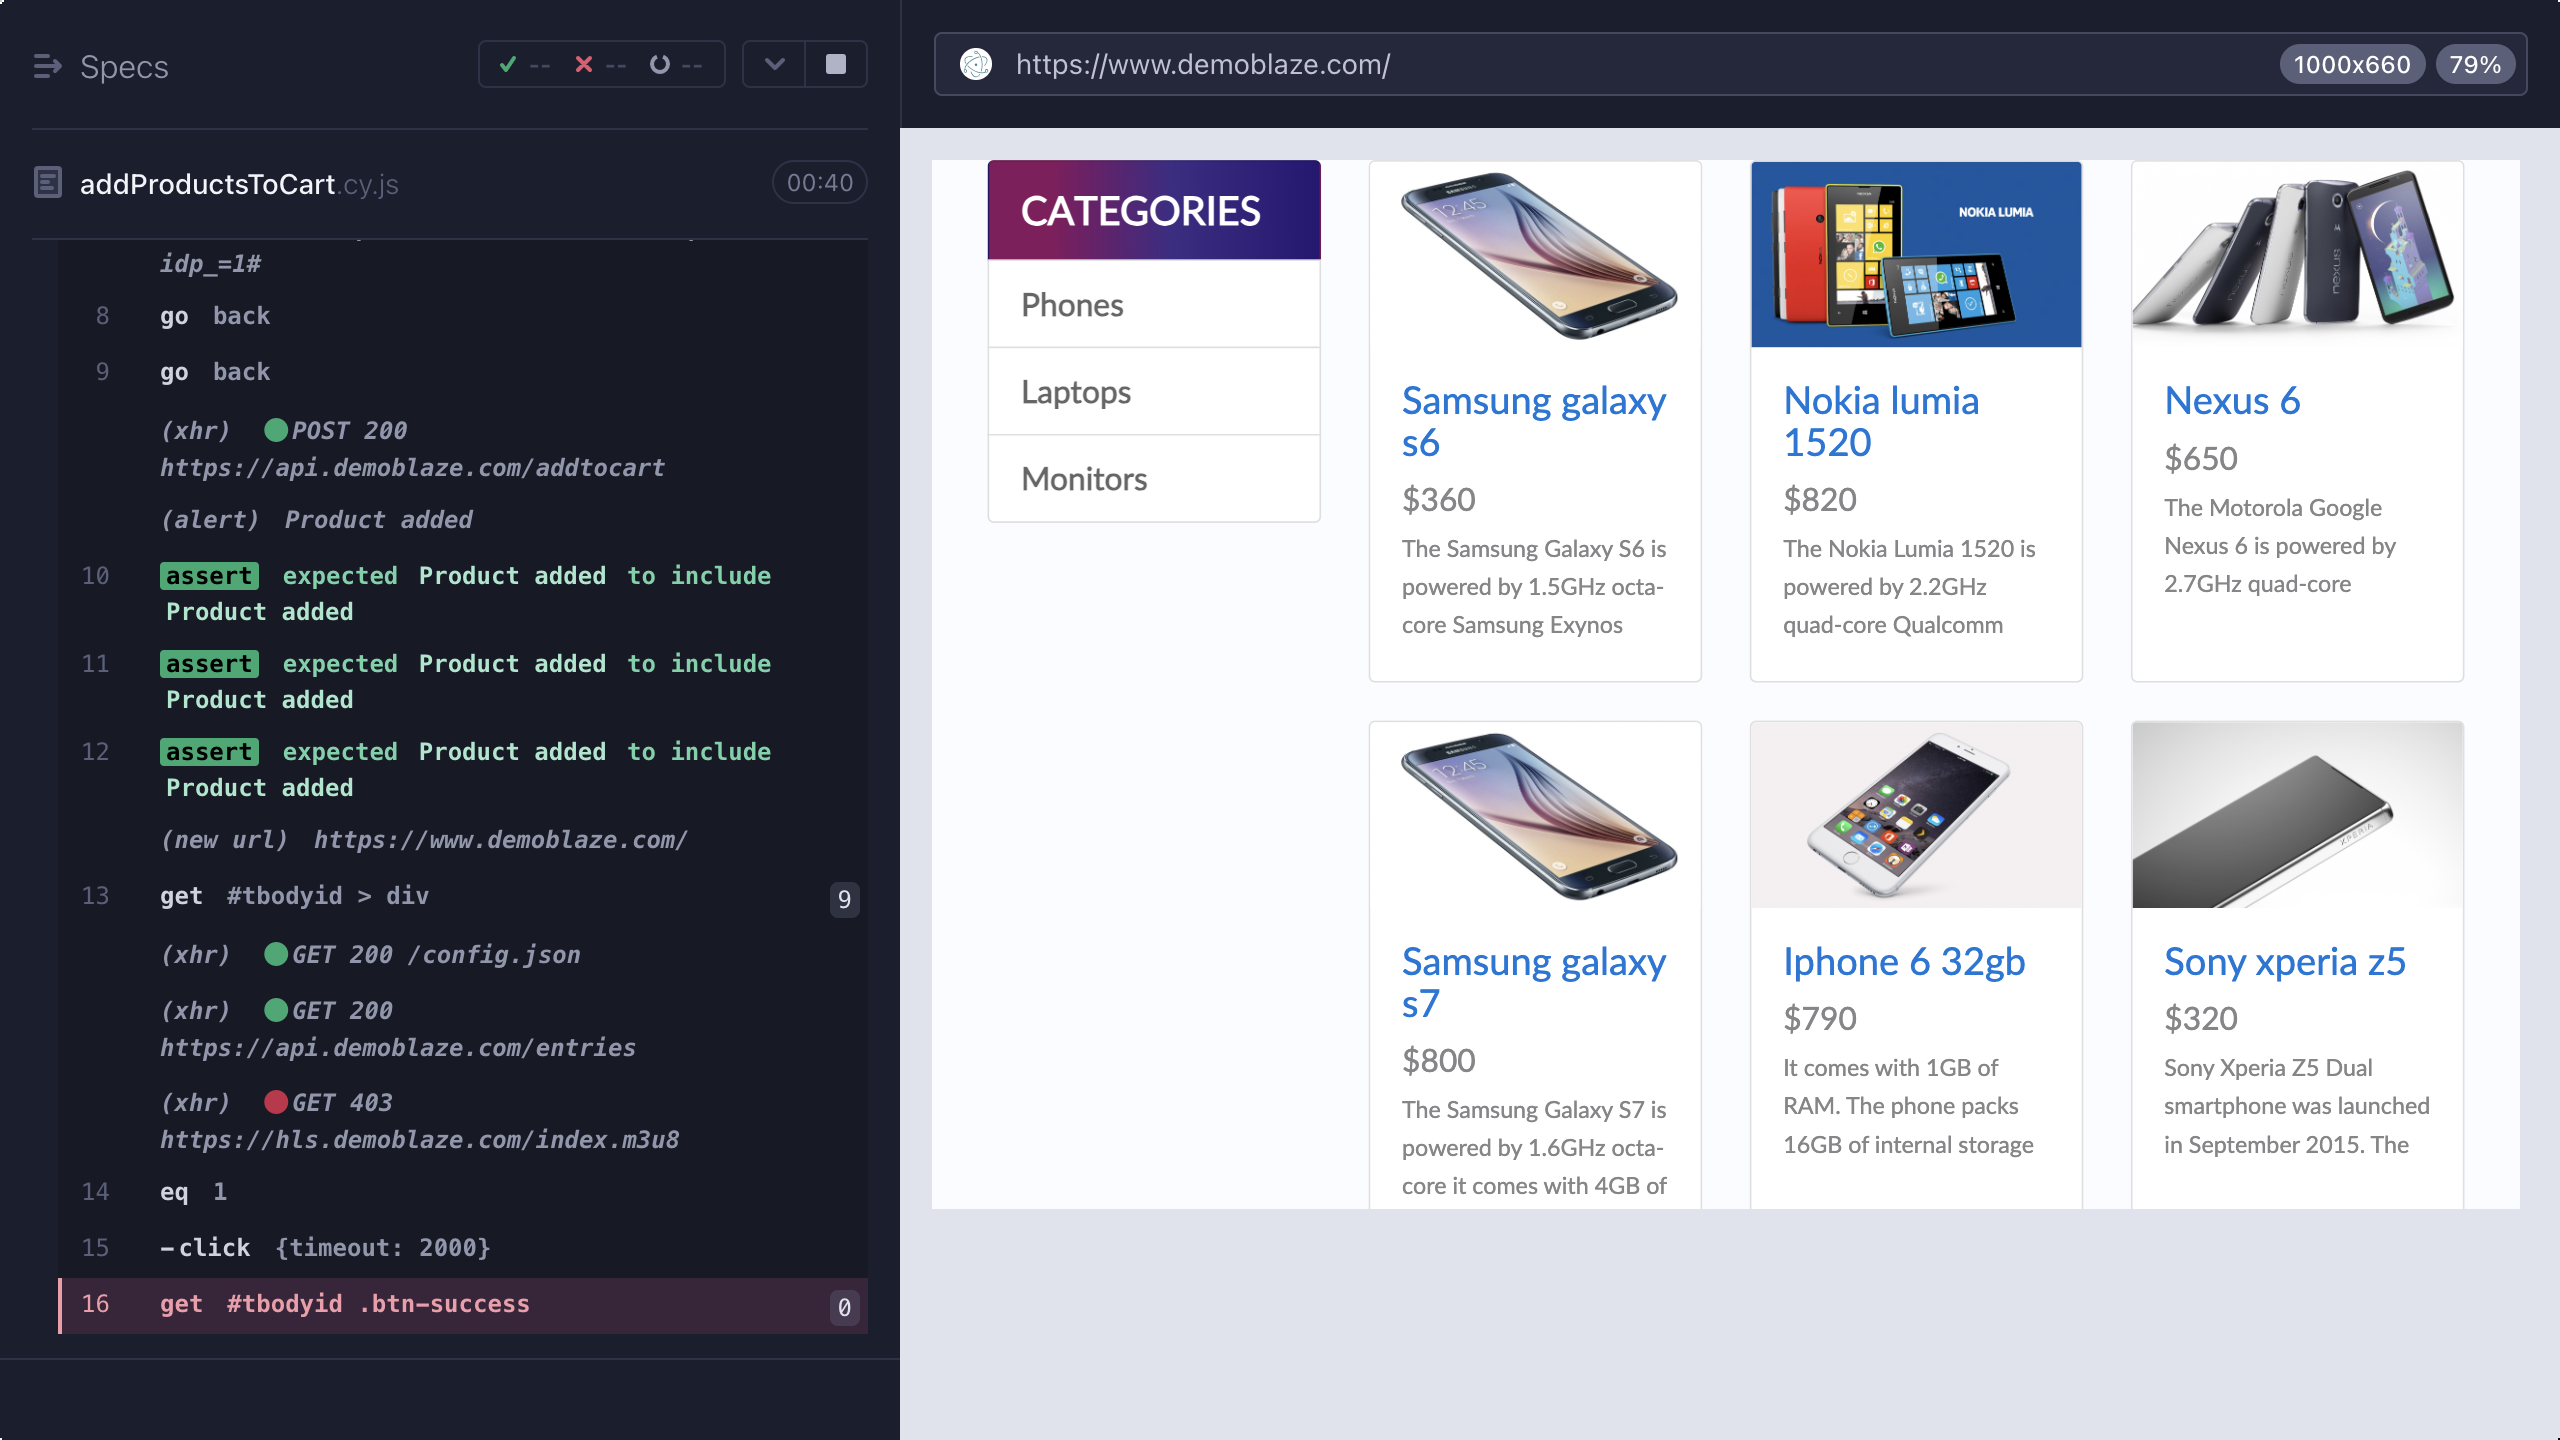 Specs
-- -- --
addProductsToCart.cy.js
00:40
idp_=1#
8 go back
9 go back
(xhr) POST 200
https://api.demoblaze.com/addtocart
(alert) Product added
10 assert expected Product added to include
Product added
11 assert expected Product added to include
Product added
12 assert expected Product added to include
Product added
(new url) https://www.demoblaze.com/
13 get #tbodyid > div 9
(xhr) GET 200 /config.json
(xhr) GET 200
https://api.demoblaze.com/entries
(xhr) GET 403
https://hls.demoblaze.com/index.m3u8
14 eq 1
15 -click {timeout: 2000}
16 get #tbodyid .btn-success 0
https://www.demoblaze.com/
1000x660 79%
CATEGORIES
Phones
Laptops
Monitors
12:45
Samsung galaxy
s6
$360
The Samsung Galaxy S6 is
powered by 1.5GHz octa-
core Samsung Exynos
NOKIA LUMIA
Nokia lumia
1520
$820
The Nokia Lumia 1520 is
powered by 2.2GHz
quad-core Qualcomm
nexus
Nexus 6
$650
The Motorola Google
Nexus 6 is powered by
2.7GHz quad-core
12:45
Samsung galaxy
s7
$800
The Samsung Galaxy S7 is
powered by 1.6GHz octa-
core it comes with 4GB of
Iphone 6 32gb
$790
It comes with 1GB of
RAM. The phone packs
16GB of internal storage
XPERIA
Sony xperia z5
$320
Sony Xperia Z5 Dual
smartphone was launched
in September 2015. The